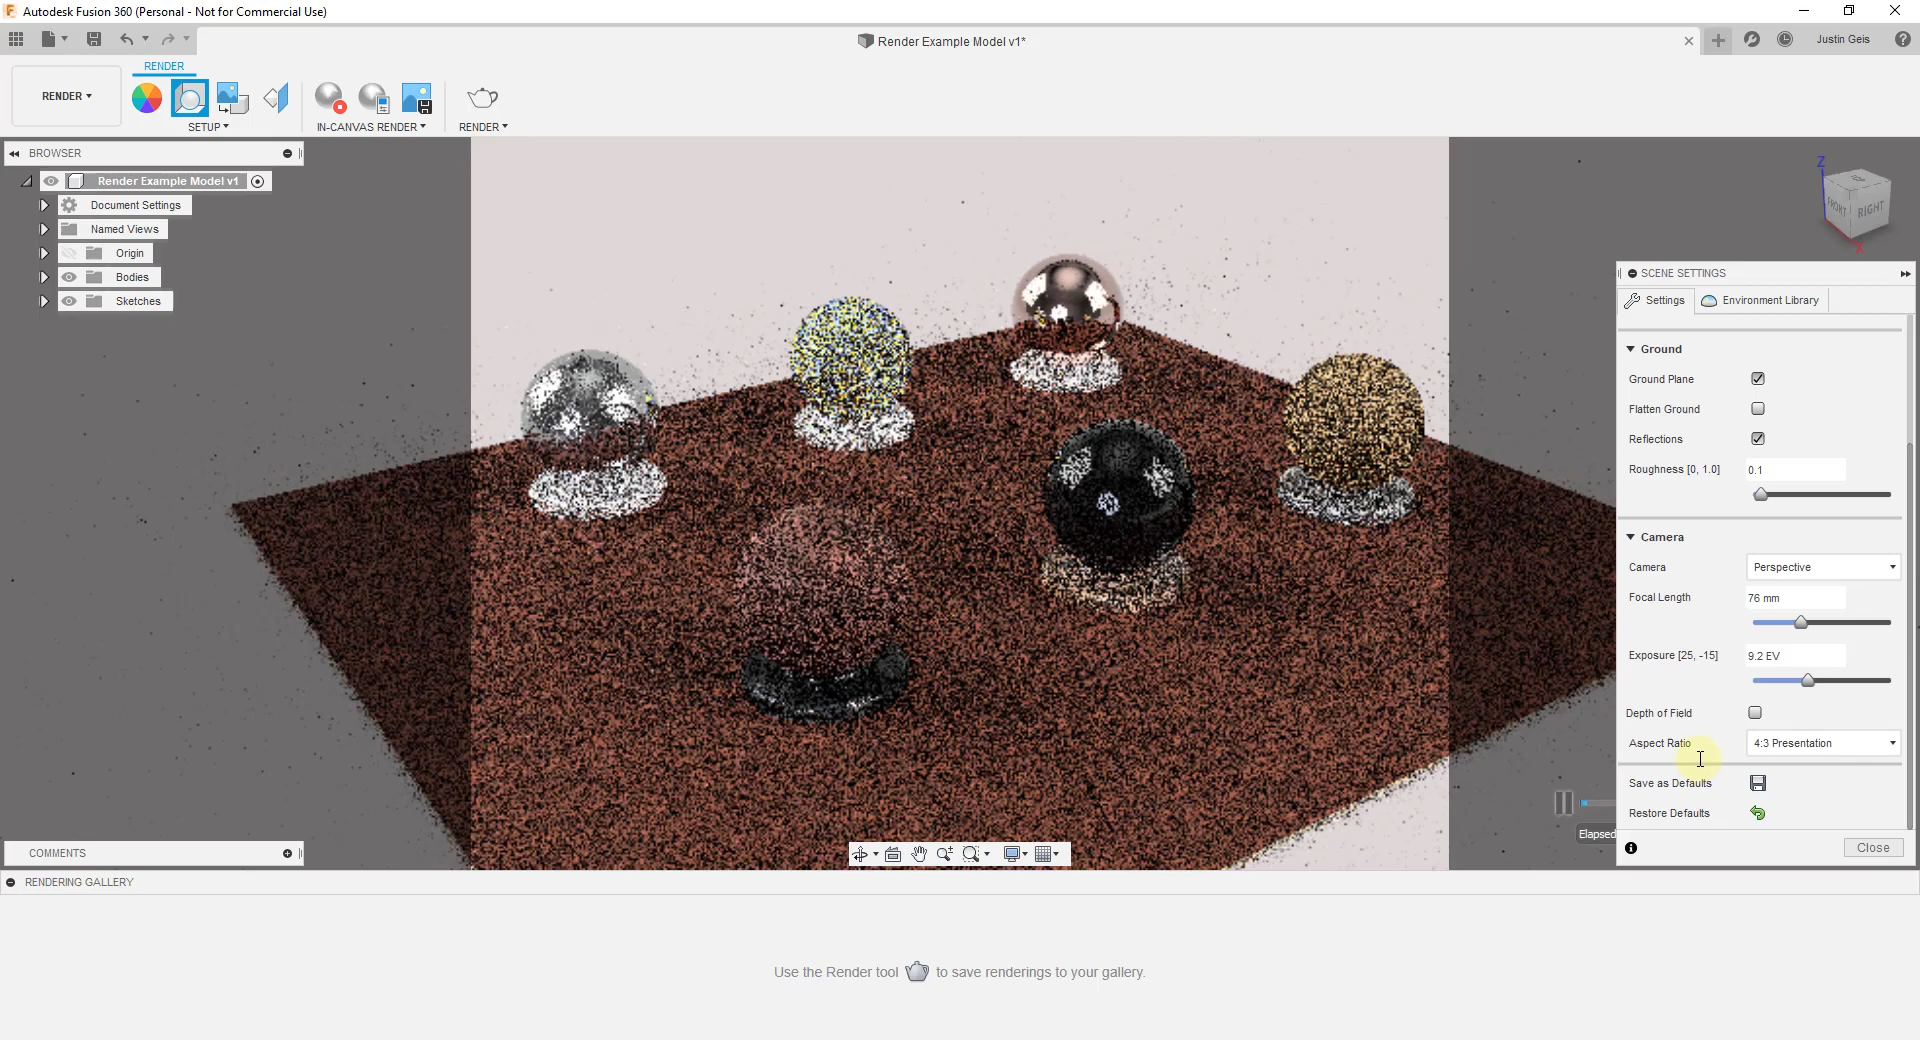 Autodesk Fusion 360 (Personal - Not for Commercial Use)
Render Example Model v1*
Justin Geis
RENDER
RENDER
SETUP
IN-CANVAS RENDER
RENDER
BROWSER
Render Example Model v1
Document Settings
Named Views
Origin
Bodies
Sketches
Z
TOP
FRONT
RIGHT
X
SCENE SETTINGS
Settings
Environment Library
Ground
Ground Plane
Flatten Ground
Reflections
Roughness [0, 1.0] 0.1
Camera
Camera Perspective
Focal Length 76 mm
Exposure [25, -15] 9.2 EV
Depth of Field
Aspect Ratio 4:3 Presentation
Save as Defaults
Restore Defaults
Elapsed
Close
COMMENTS
RENDERING GALLERY
Use the Render tool to save renderings to your gallery.